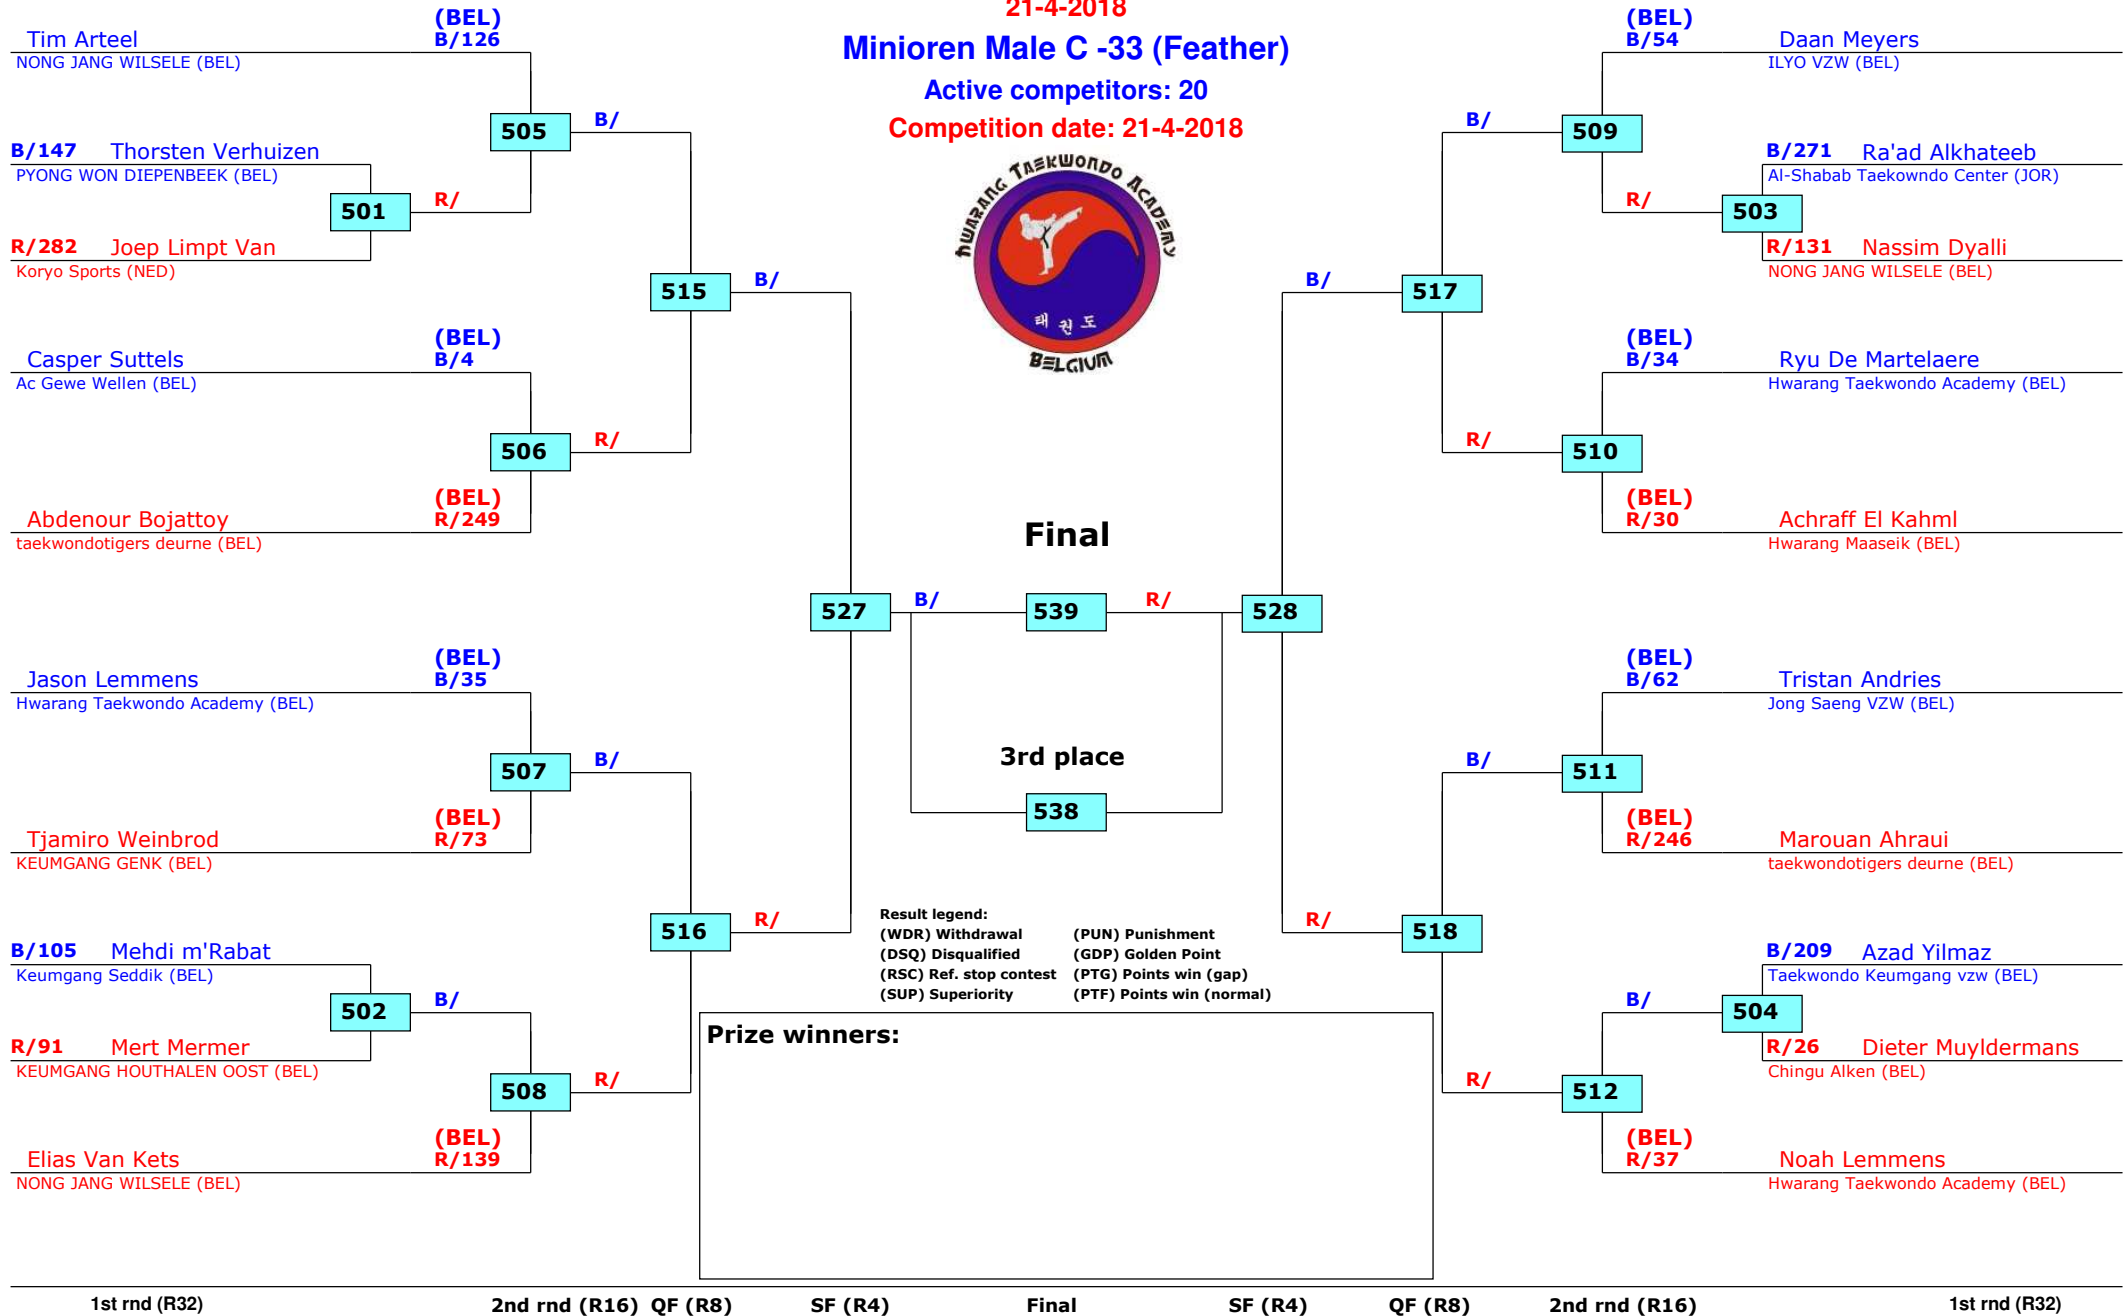 21-4-2018
Minioren Male C -33 (Feather)
Active competitors: 20
Competition date: 21-4-2018
HWARANG TAEKWONDO ACADEMY
태 권 도
BELGIUM
(BEL)
Tim Arteel B/126
NONG JANG WILSELE (BEL)
505 B/
B/147 Thorsten Verhuizen
PYONG WON DIEPENBEEK (BEL)
501 R/
R/282 Joep Limpt Van
Koryo Sports (NED)
515 B/
(BEL)
Casper Suttels B/4
Ac Gewe Wellen (BEL)
506 R/
(BEL)
Abdenour Bojattoy R/249
taekwondotigers deurne (BEL)
527 B/
(BEL)
Jason Lemmens B/35
Hwarang Taekwondo Academy (BEL)
507 B/
(BEL)
Tjamiro Weinbrod R/73
KEUMGANG GENK (BEL)
516 R/
B/105 Mehdi m'Rabat
Keumgang Seddik (BEL)
502 B/
R/91 Mert Mermer
KEUMGANG HOUTHALEN OOST (BEL)
508 R/
(BEL)
Elias Van Kets R/139
NONG JANG WILSELE (BEL)
Final
539 R/
3rd place
538
(BEL)
B/54 Daan Meyers
ILYO VZW (BEL)
B/ 509
B/271 Ra'ad Alkhateeb
Al-Shabab Taekowndo Center (JOR)
R/ 503
R/131 Nassim Dyalli
NONG JANG WILSELE (BEL)
B/ 517
(BEL)
B/34 Ryu De Martelaere
Hwarang Taekwondo Academy (BEL)
R/ 510
(BEL)
R/30 Achraff El Kahml
Hwarang Maaseik (BEL)
528
(BEL)
B/62 Tristan Andries
Jong Saeng VZW (BEL)
B/ 511
(BEL)
R/246 Marouan Ahraui
taekwondotigers deurne (BEL)
R/ 518
B/209 Azad Yilmaz
Taekwondo Keumgang vzw (BEL)
B/ 504
R/26 Dieter Muyldermans
Chingu Alken (BEL)
R/ 512
(BEL)
R/37 Noah Lemmens
Hwarang Taekwondo Academy (BEL)
Result legend:
(WDR) Withdrawal (PUN) Punishment
(DSQ) Disqualified (GDP) Golden Point
(RSC) Ref. stop contest (PTG) Points win (gap)
(SUP) Superiority (PTF) Points win (normal)
Prize winners:
1st rnd (R32) 2nd rnd (R16) QF (R8) SF (R4) Final SF (R4) QF (R8) 2nd rnd (R16) 1st rnd (R32)